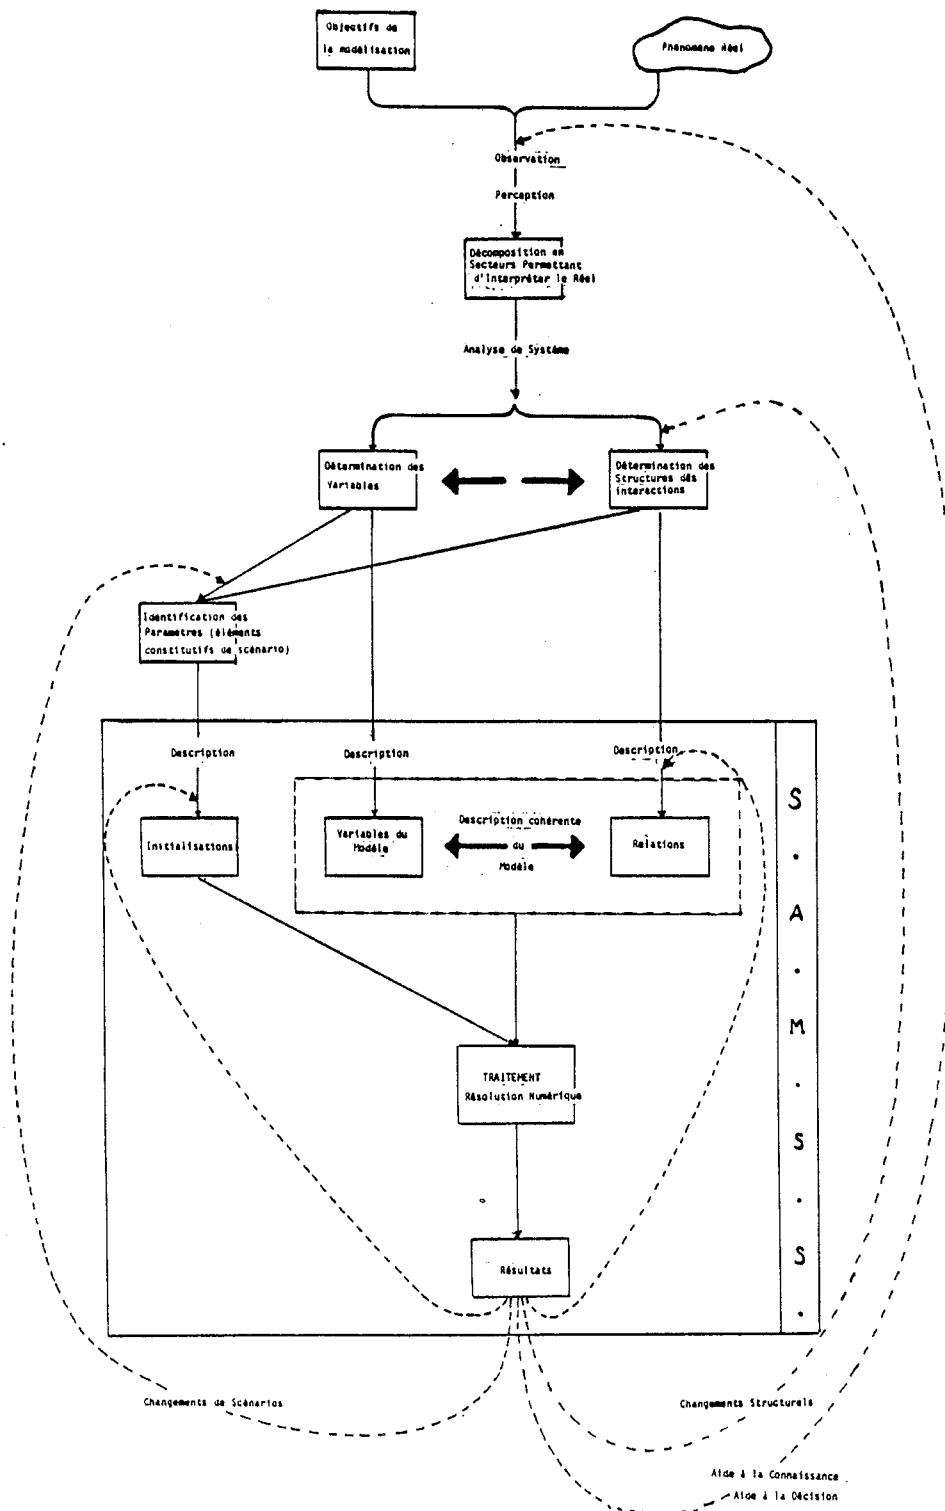 Objectifs de
la modélisation
Phénomène Réel
Observation
Perception
Décomposition en
Secteurs Permettant
d'Interpréter le Réel
Analyse de Système
Détermination des
Variables
Détermination des
Structures dës
interactions
Identification des
Paramètres (éléments
constitutifs de scénario)
Description
Description
Description
Initialisations
Variables du
Modèle
Description cohérente
du
Modèle
Relations
TRAITEMENT
Résolution Numérique
Résultats
S
.
A
.
M
.
S
.
S
.
Changements de Scénarios
Changements Structurels
Aide à la Connaissance
Aide à la Décision